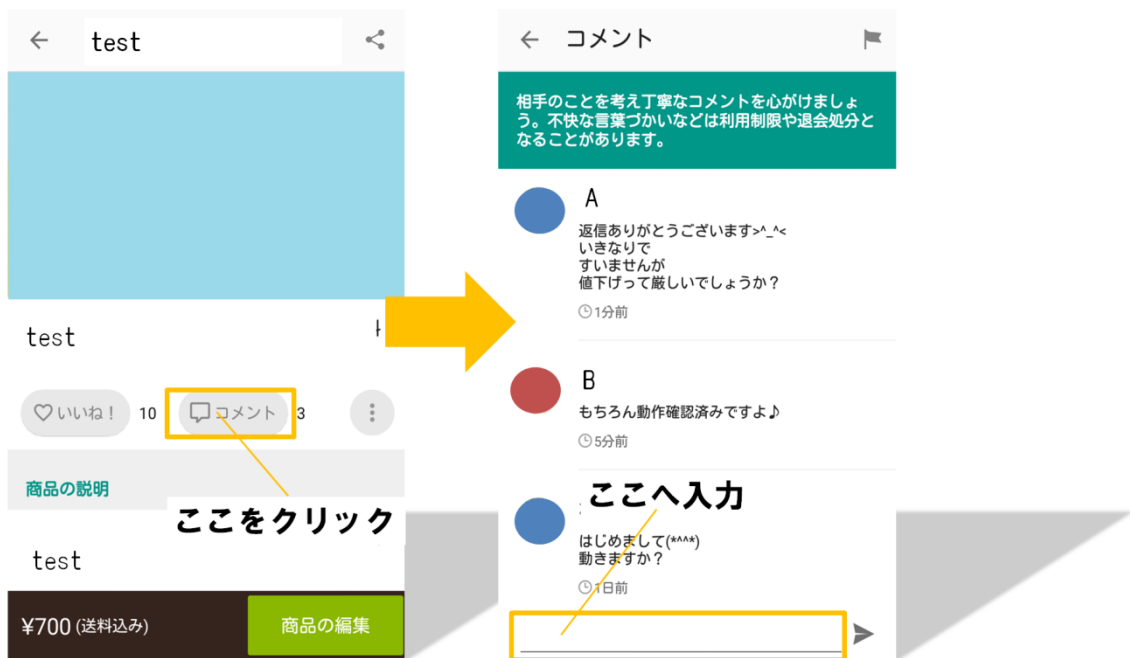 test
test
いいね！ 10 コメント 3
商品の説明
ここをクリック
test
¥700 (送料込み) 商品の編集
コメント
相手のことを考え丁寧なコメントを心がけましょ
う。不快な言葉づかいなどは利用制限や退会処分と
なることがあります。
A
返信ありがとうございます>^_^<
いきなりで
すいませんが
値下げって厳しいでしょうか？
1分前
B
もちろん動作確認済みですよ♪
5分前
ここへ入力
はじめまして(*^^*)
動きますか？
1日前